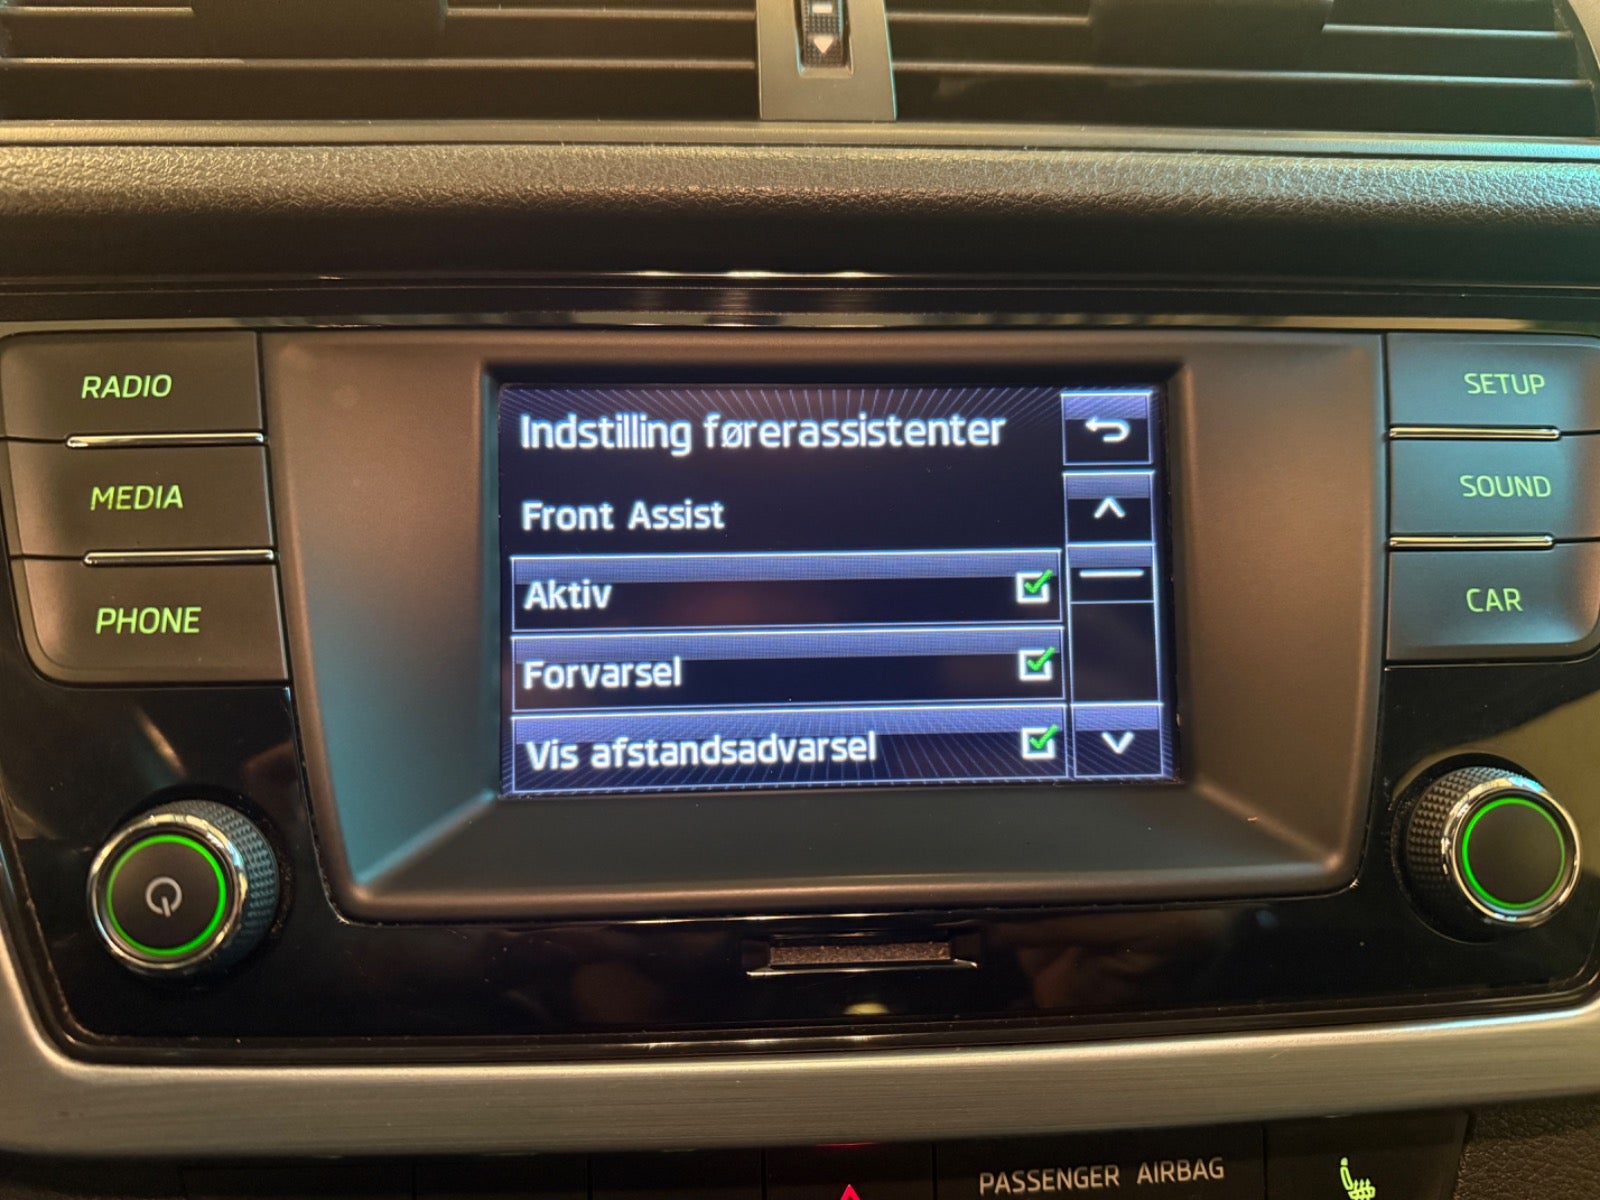 RADIO
MEDIA
PHONE
Indstilling førerassistenter
Front Assist
Aktiv
Forvarsel
Vis afstandsadvarsel
SETUP
SOUND
CAR
PASSENGER AIRBAG